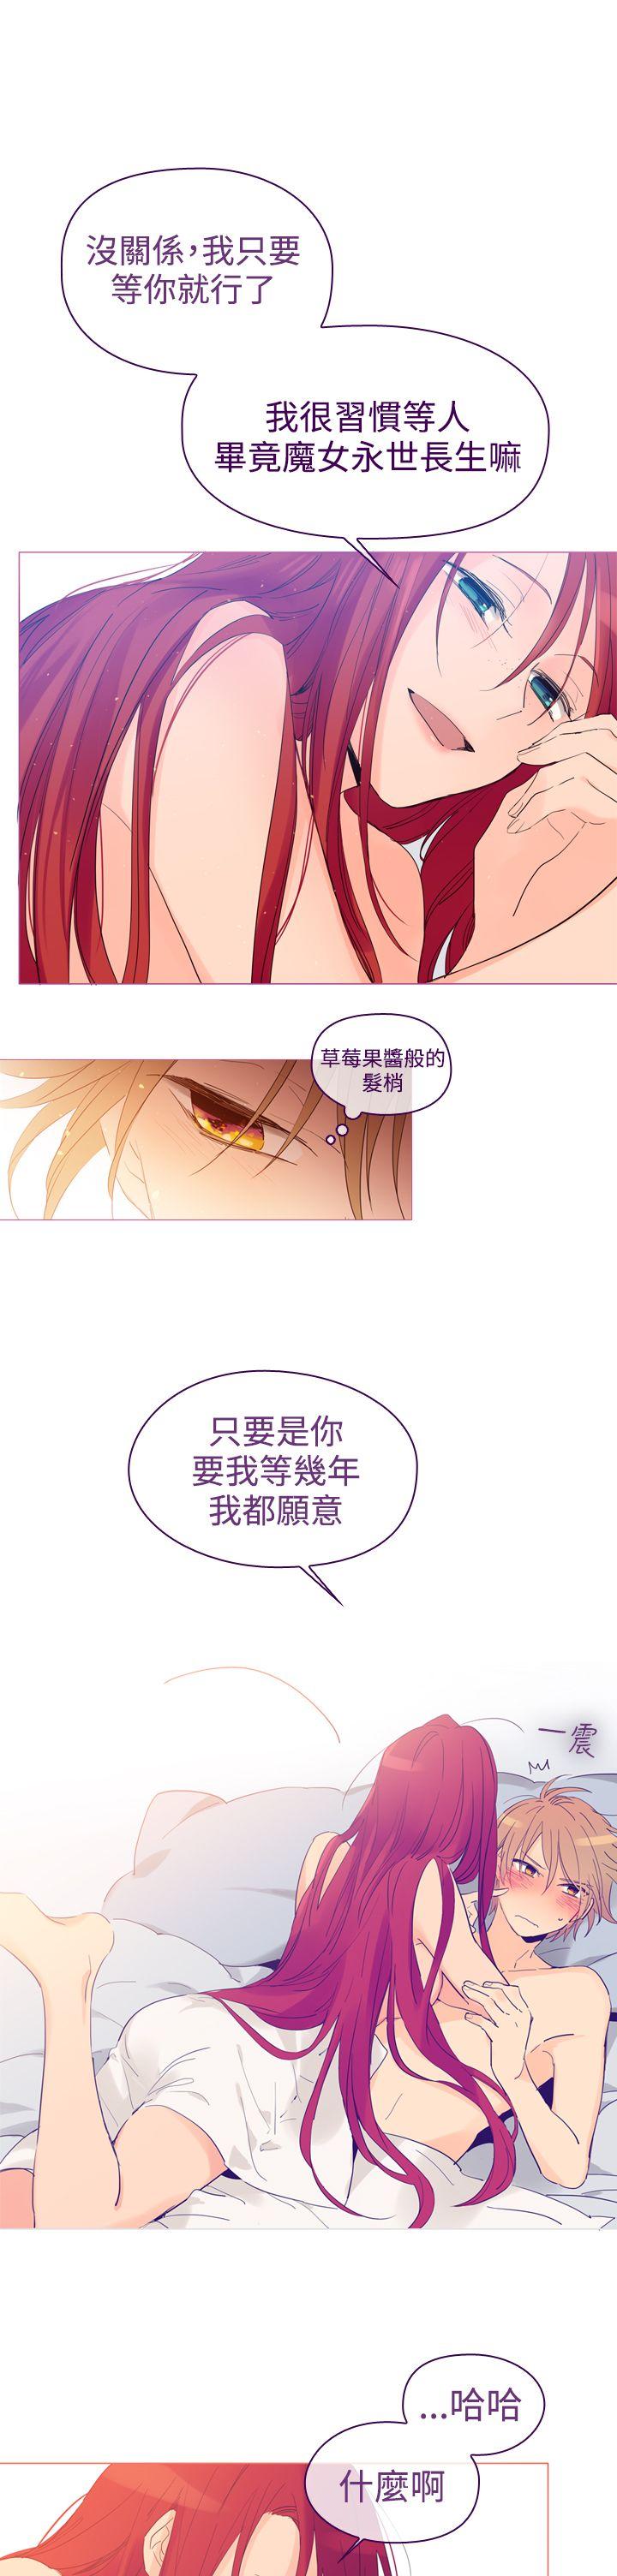 沒關係，我只要
等你就行了
我很習慣等人
畢竟魔女永世長生嘛
草莓果醬般的
髮梢
只要是你
要我等幾年
我都願意
一震
…哈哈
什麼啊